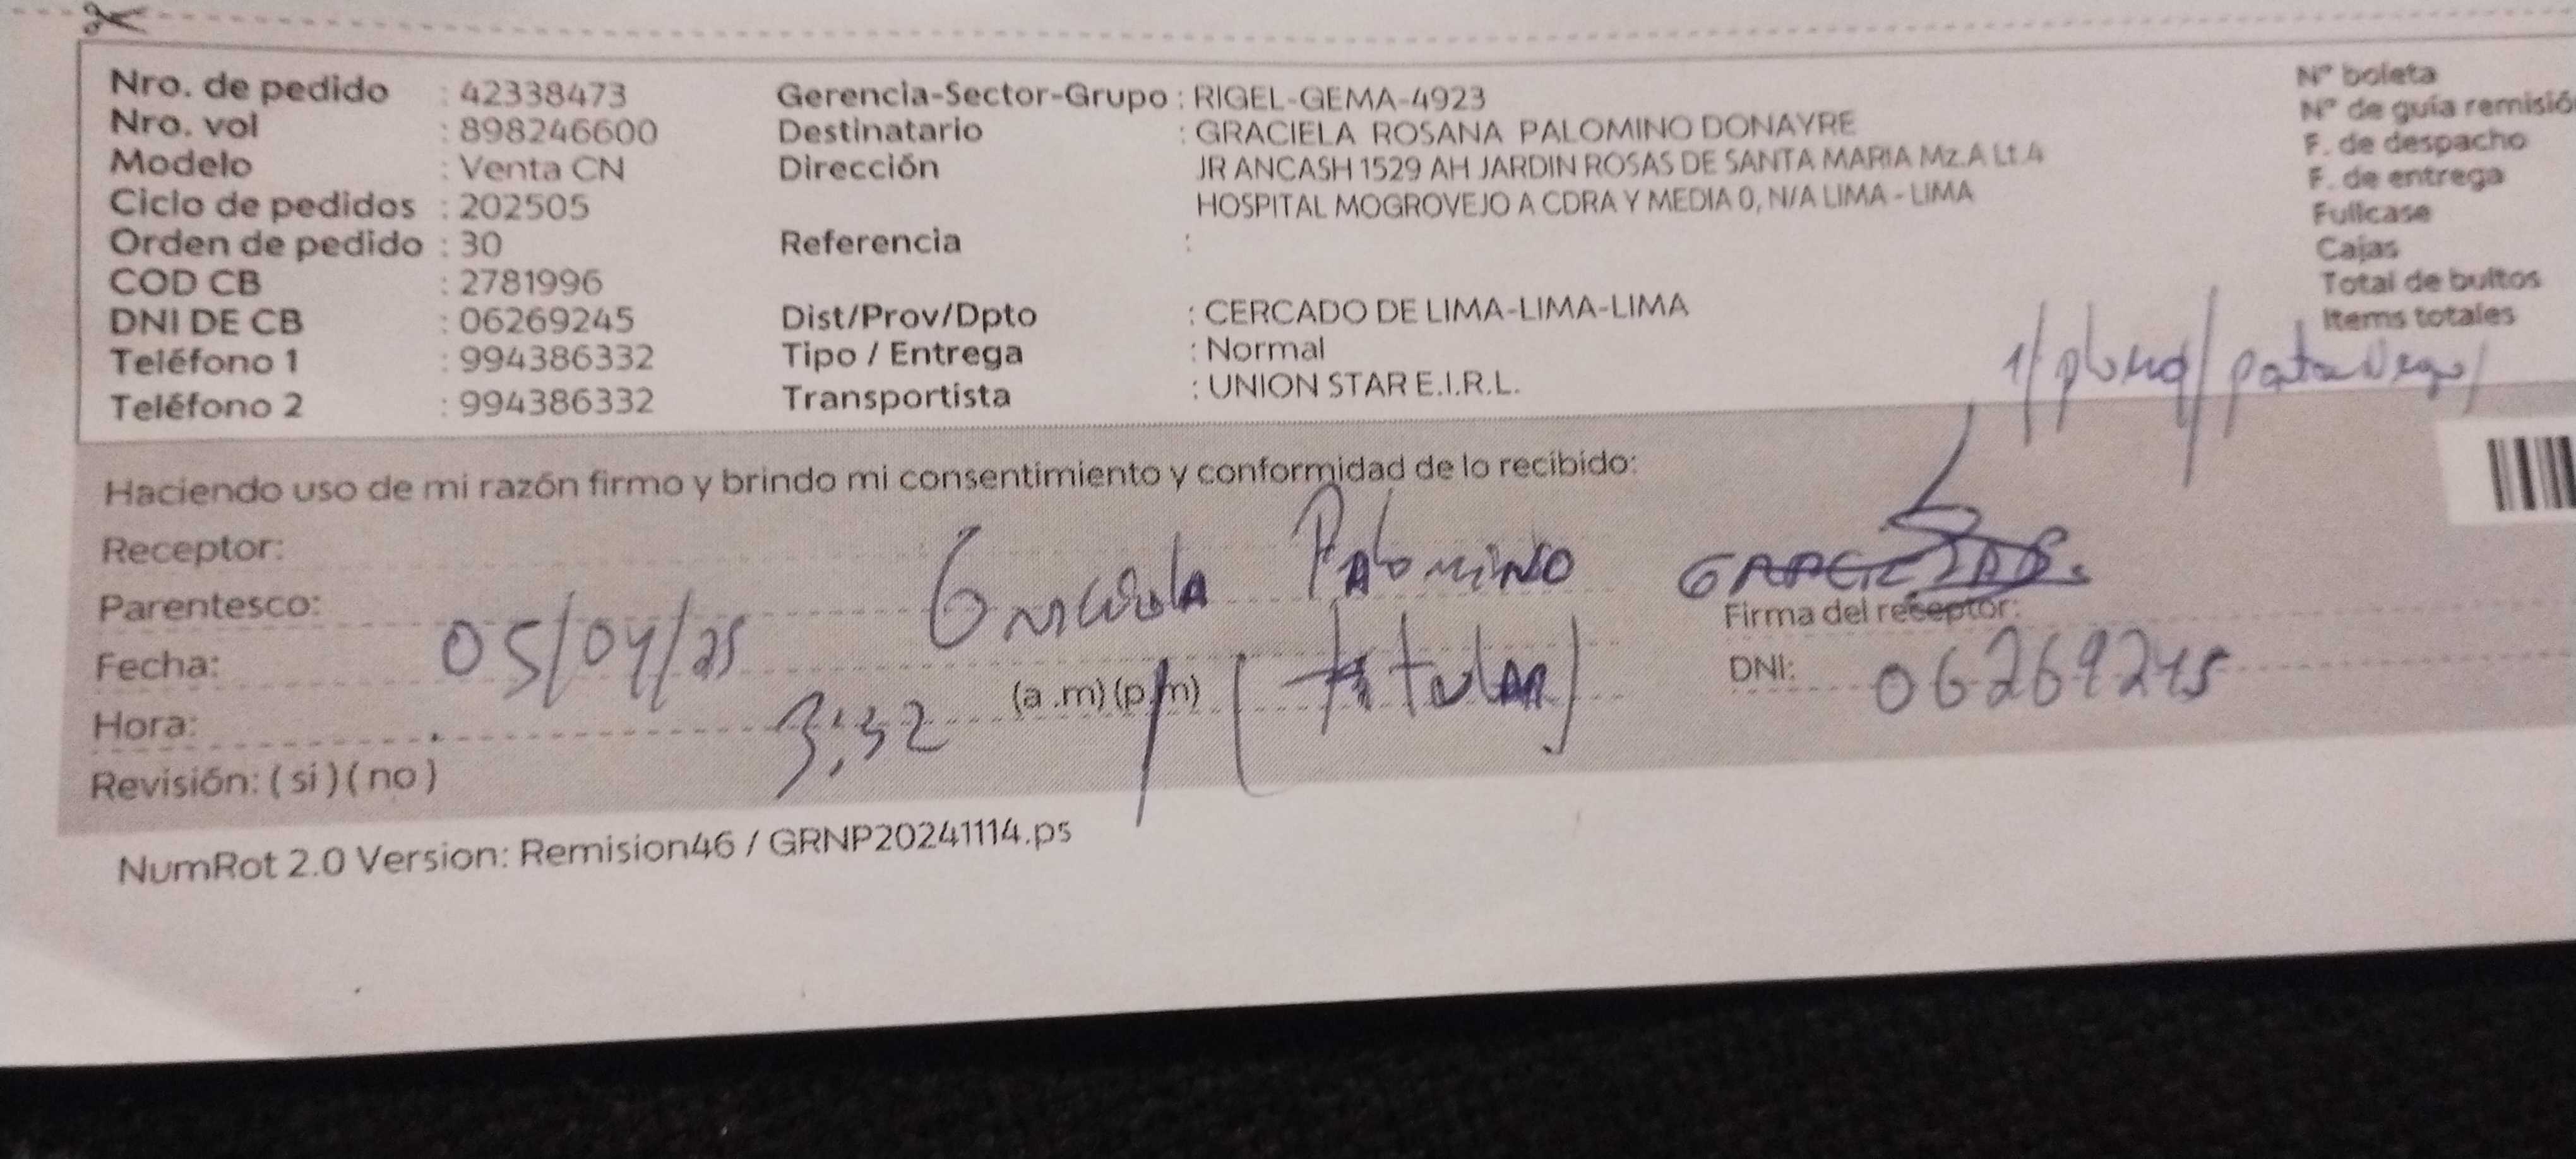 Nro. de pedido : 42338473
Nro. vol : 898246600
Modelo : Venta CN
Ciclo de pedidos : 202505
Orden de pedido : 30
COD CB : 2781996
DNI DE CB : 06269245
Teléfono 1 : 994386332
Teléfono 2 : 994386332
Gerencia-Sector-Grupo : RIGEL-GEMA-4923
Destinatario : GRACIELA ROSANA PALOMINO DONAYRE
Dirección JR ANCASH 1529 AH JARDIN ROSAS DE SANTA MARIA Mz.A Lt.4
HOSPITAL MOGROVEJO A CDRA Y MEDIA 0, N/A LIMA - LIMA
Referencia :
Dist/Prov/Dpto : CERCADO DE LIMA-LIMA-LIMA
Tipo / Entrega : Normal
Transportista : UNION STAR E.I.R.L.
N° boleta
N° de guía remisió
F. de despacho
F. de entrega
Fullcase
Cajas
Total de bultos
Items totales
1/plomo/puerta negro/
Haciendo uso de mi razón firmo y brindo mi consentimiento y conformidad de lo recibido:
Receptor: Graciela Palomino
Parentesco: (titular)
Fecha: 05/04/25
Hora: 3:32 (a .m) (p.m)
Revisión: ( si ) ( no )
Firma del receptor:
DNI: 06269245
NumRot 2.0 Version: Remision46 / GRNP20241114.ps